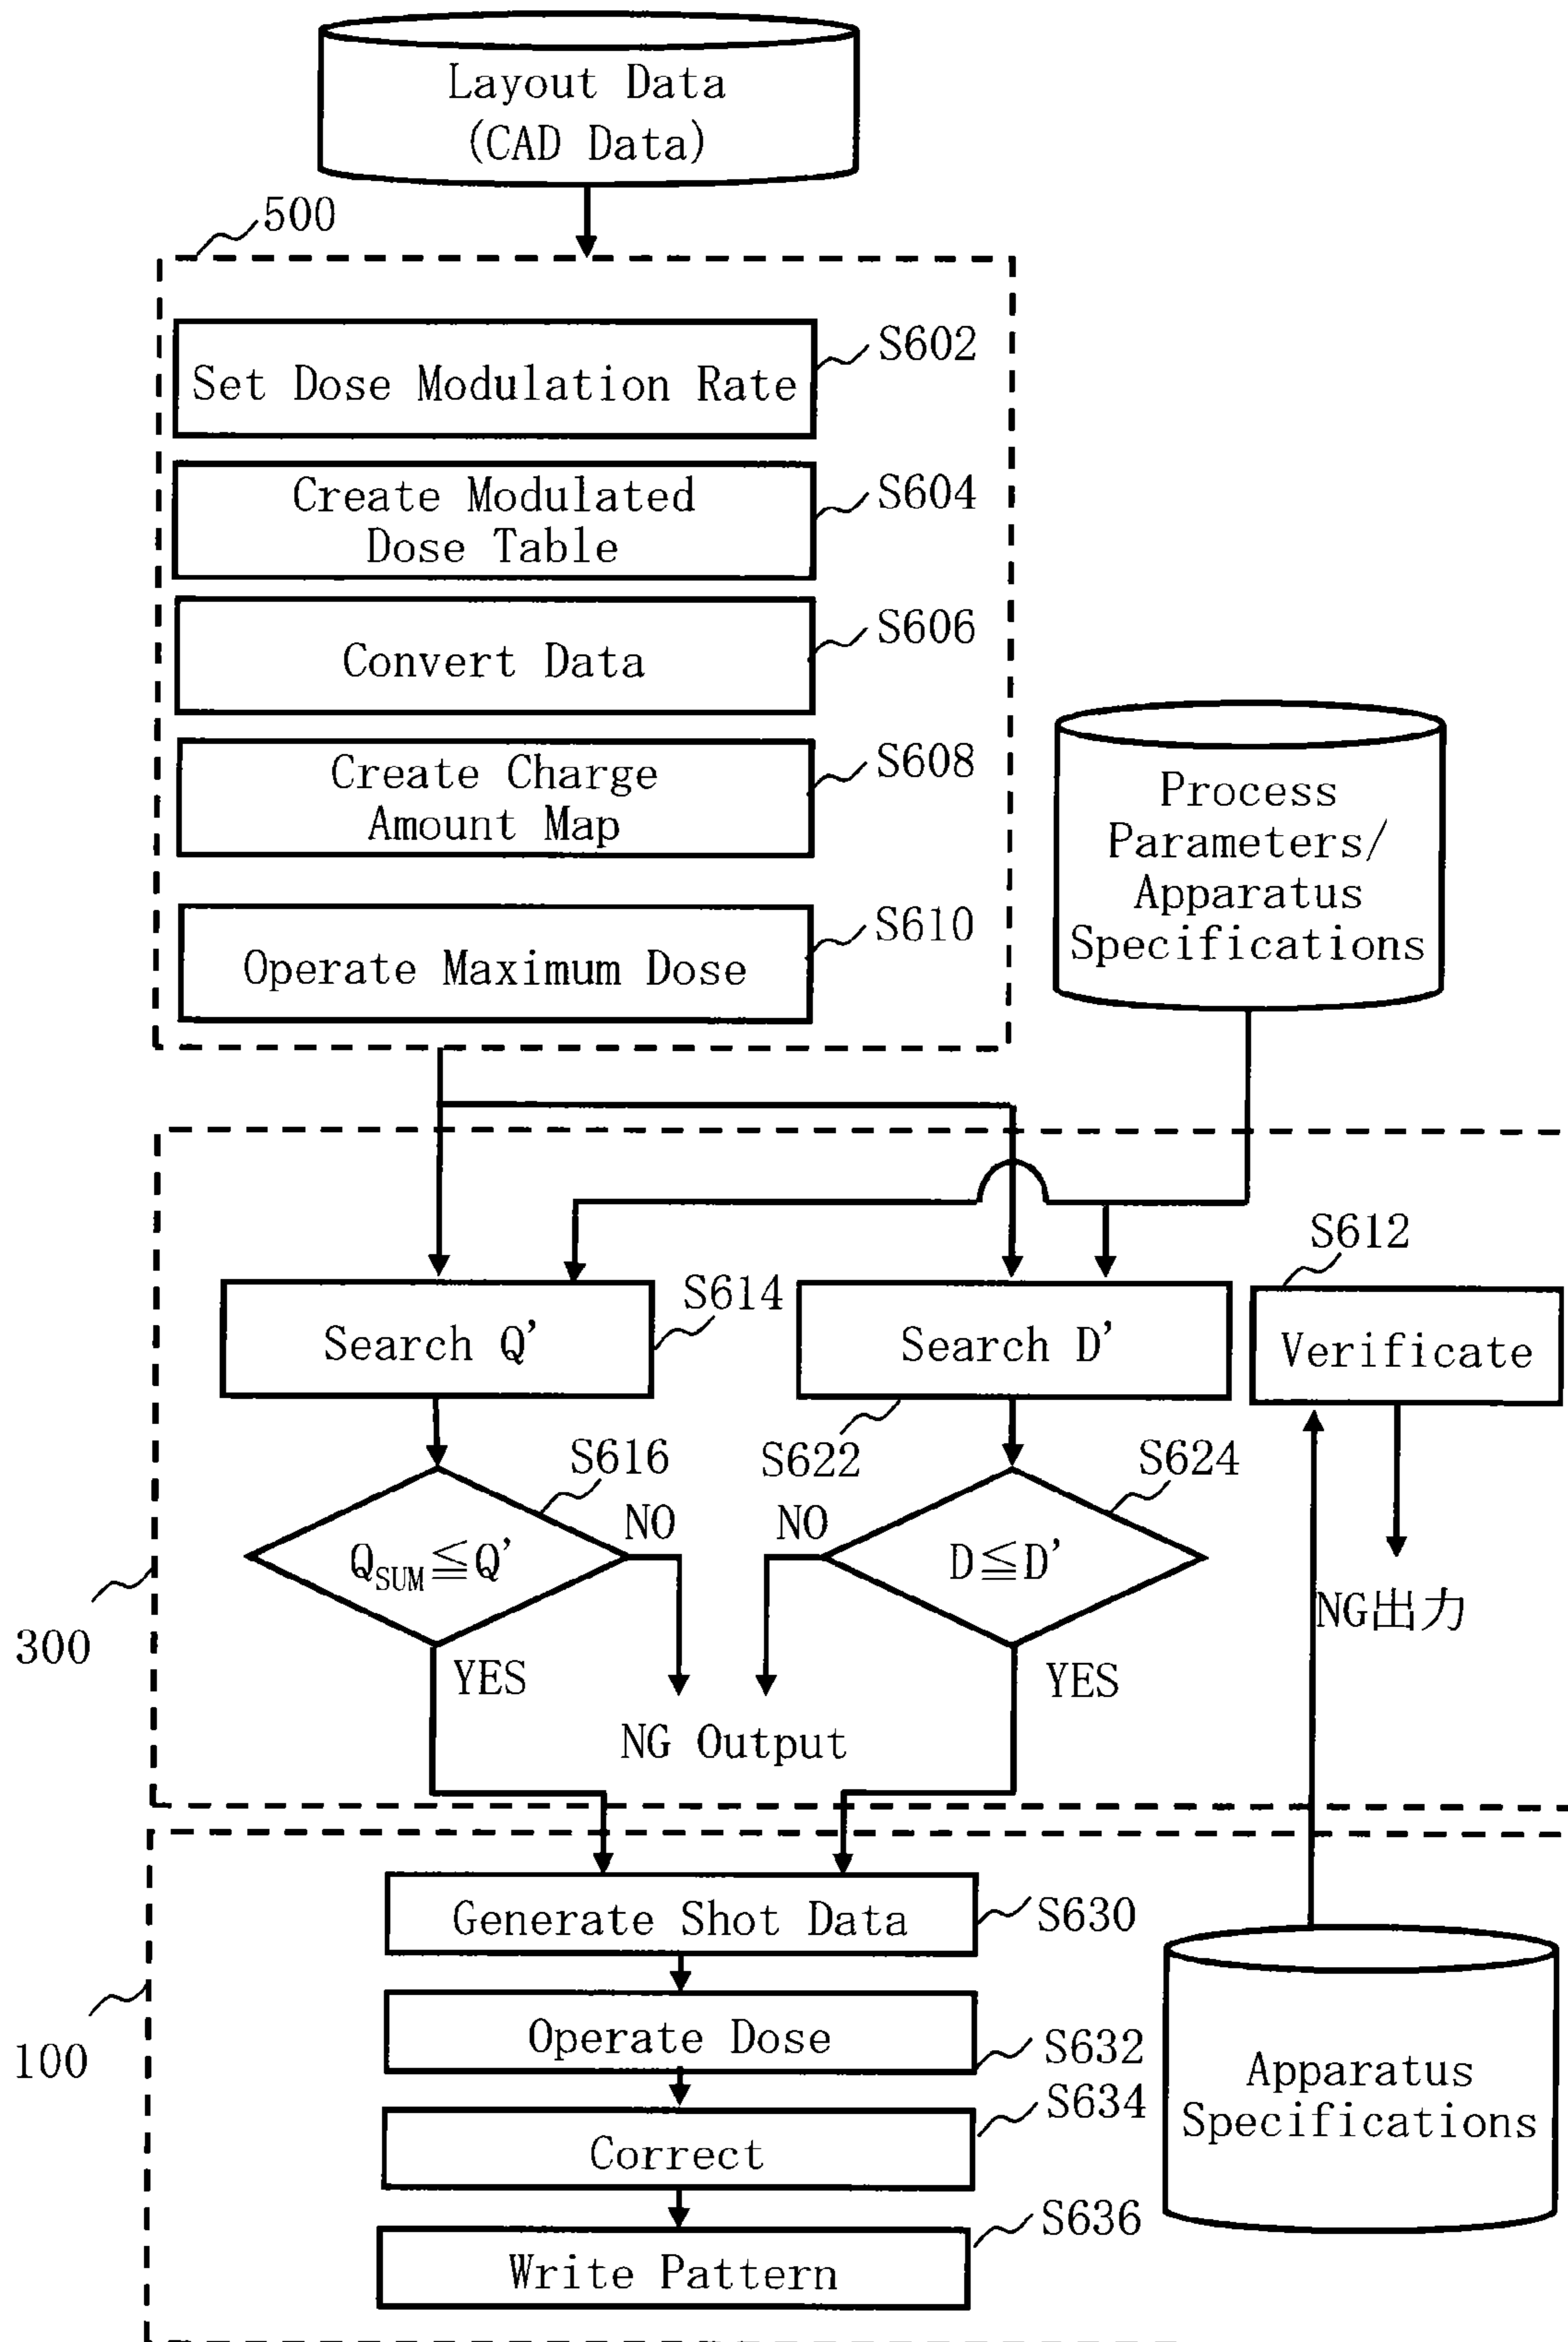 Layout Data
(CAD Data)
500
Set Dose Modulation Rate
S602
Create Modulated
Dose Table
S604
Convert Data
S606
Create Charge
Amount Map
S608
Operate Maximum Dose
S610
Process
Parameters/
Apparatus
Specifications
S612
Search Q'
S614
Search D'
Verificate
S622
S616
S624
NO
NO
QSUM≦Q'
D≦D'
NG出力
300
YES
YES
NG Output
Generate Shot Data
S630
Operate Dose
S632
100
Correct
S634
Apparatus
Specifications
Write Pattern
S636